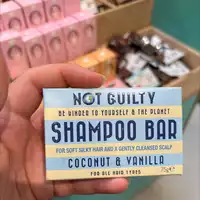 NOT GUILTY
BE KINDER TO YOURSELF & THE PLANET
SHAMPOO BAR
FOR SOFT SILKY HAIR AND A GENTLY CLEANSED SCALP
COCONUT & VANILLA
FOR ALL HAIR TYPES
75g e